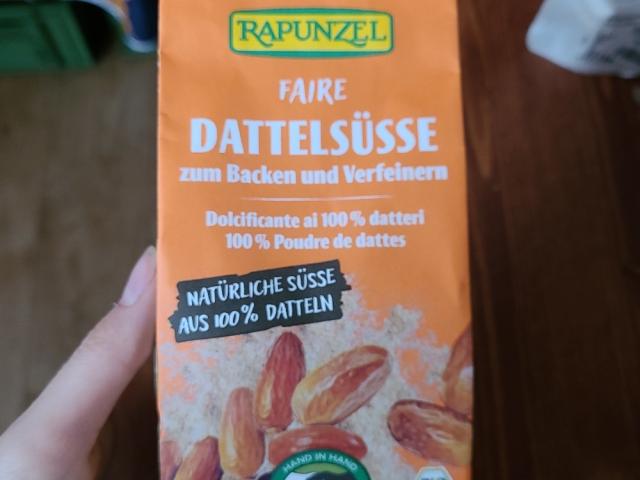 RAPUNZEL
FAIRE
DATTELSÜSSE
zum Backen und Verfeinern
Dolcificante ai 100% datteri
100% Poudre de dattes
NATÜRLICHE SÜSSE
AUS 100% DATTELN
HAND IN HAND